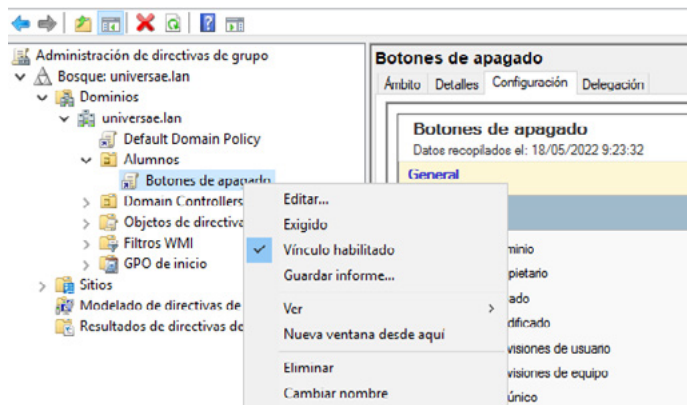 Administración de directivas de grupo
Bosque: universae.lan
Dominios
universae.lan
Default Domain Policy
Alumnos
Botones de apagado
Domain Controllers
Objetos de directiva
Filtros WMI
GPO de inicio
Sitios
Modelado de directivas de
Resultados de directivas de
Editar...
Exigido
Vínculo habilitado
Guardar informe...
Ver
Nueva ventana desde aquí
Eliminar
Cambiar nombre
Botones de apagado
Ámbito Detalles Configuración Delegación
Botones de apagado
Datos recopilados el: 18/05/2022 9:23:32
General
minio
pietario
ado
dificado
visiones de usuario
visiones de equipo
único